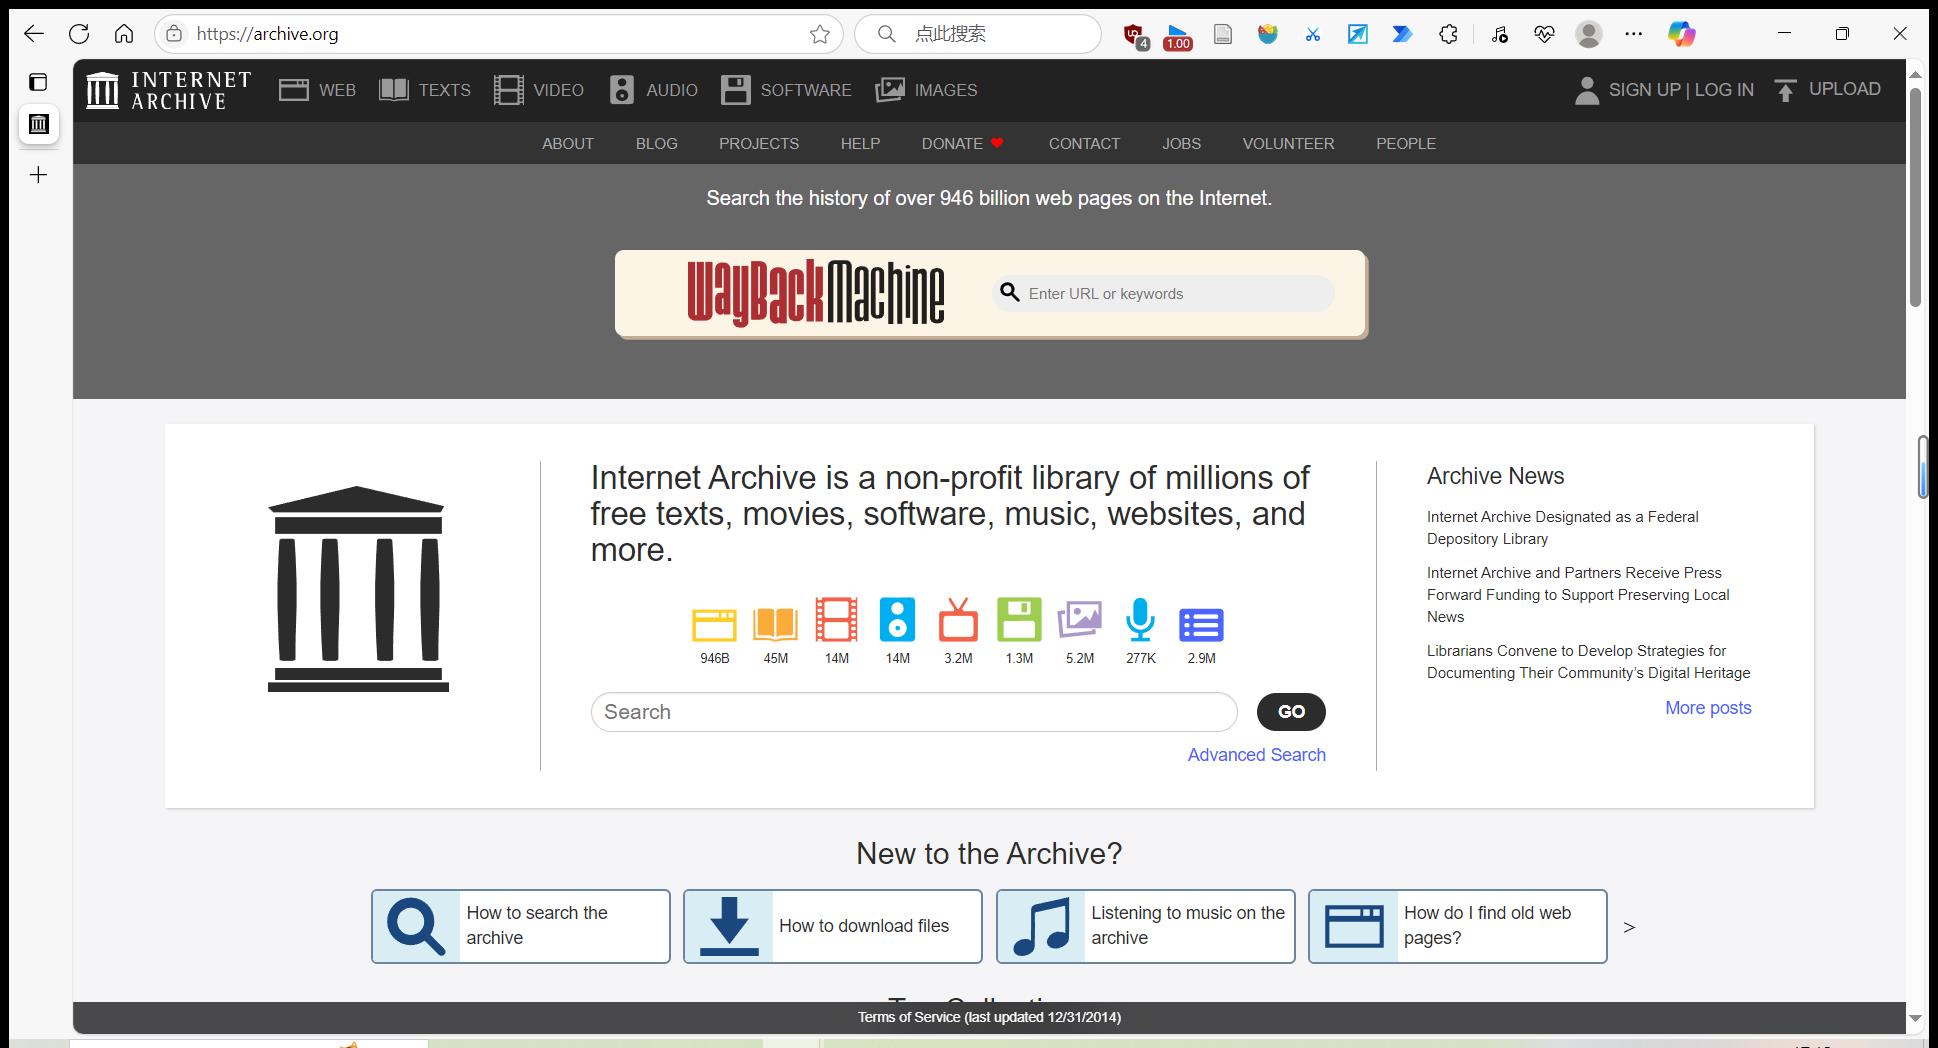 https://archive.org
点此搜索
4
1.00
INTERNET
ARCHIVE
WEB
TEXTS
VIDEO
AUDIO
SOFTWARE
IMAGES
SIGN UP | LOG IN
UPLOAD
ABOUT
BLOG
PROJECTS
HELP
DONATE
CONTACT
JOBS
VOLUNTEER
PEOPLE
Search the history of over 946 billion web pages on the Internet.
WayBackMachine
Enter URL or keywords
Internet Archive is a non-profit library of millions of
free texts, movies, software, music, websites, and
more.
946B
45M
14M
14M
3.2M
1.3M
5.2M
277K
2.9M
Search
GO
Advanced Search
Archive News
Internet Archive Designated as a Federal
Depository Library
Internet Archive and Partners Receive Press
Forward Funding to Support Preserving Local
News
Librarians Convene to Develop Strategies for
Documenting Their Community's Digital Heritage
More posts
New to the Archive?
How to search the
archive
How to download files
Listening to music on the
archive
How do I find old web
pages?
>
Terms of Service (last updated 12/31/2014)